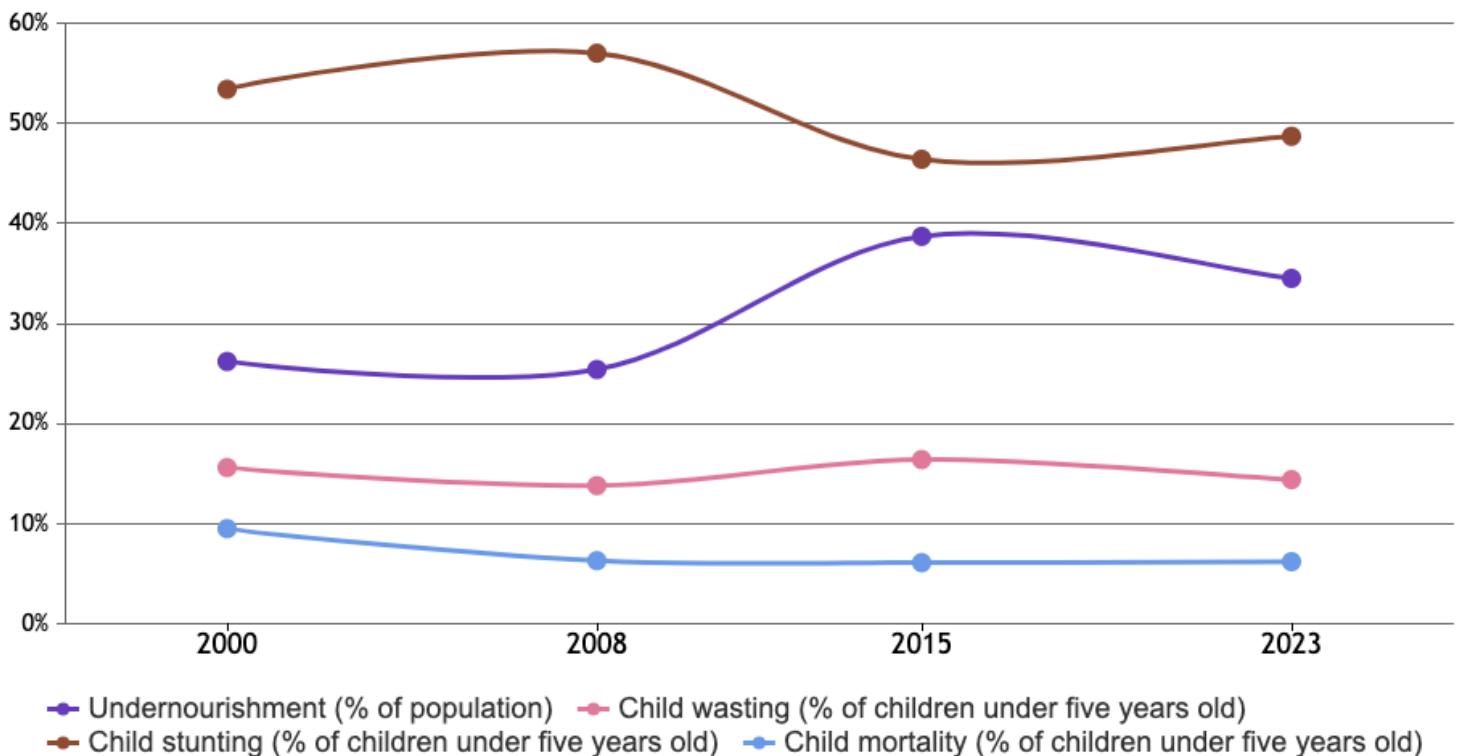 60%
50%
40%
30%
20%
10%
0%
2000 2008 2015 2023
Undernourishment (% of population) Child wasting (% of children under five years old)
Child stunting (% of children under five years old) Child mortality (% of children under five years old)